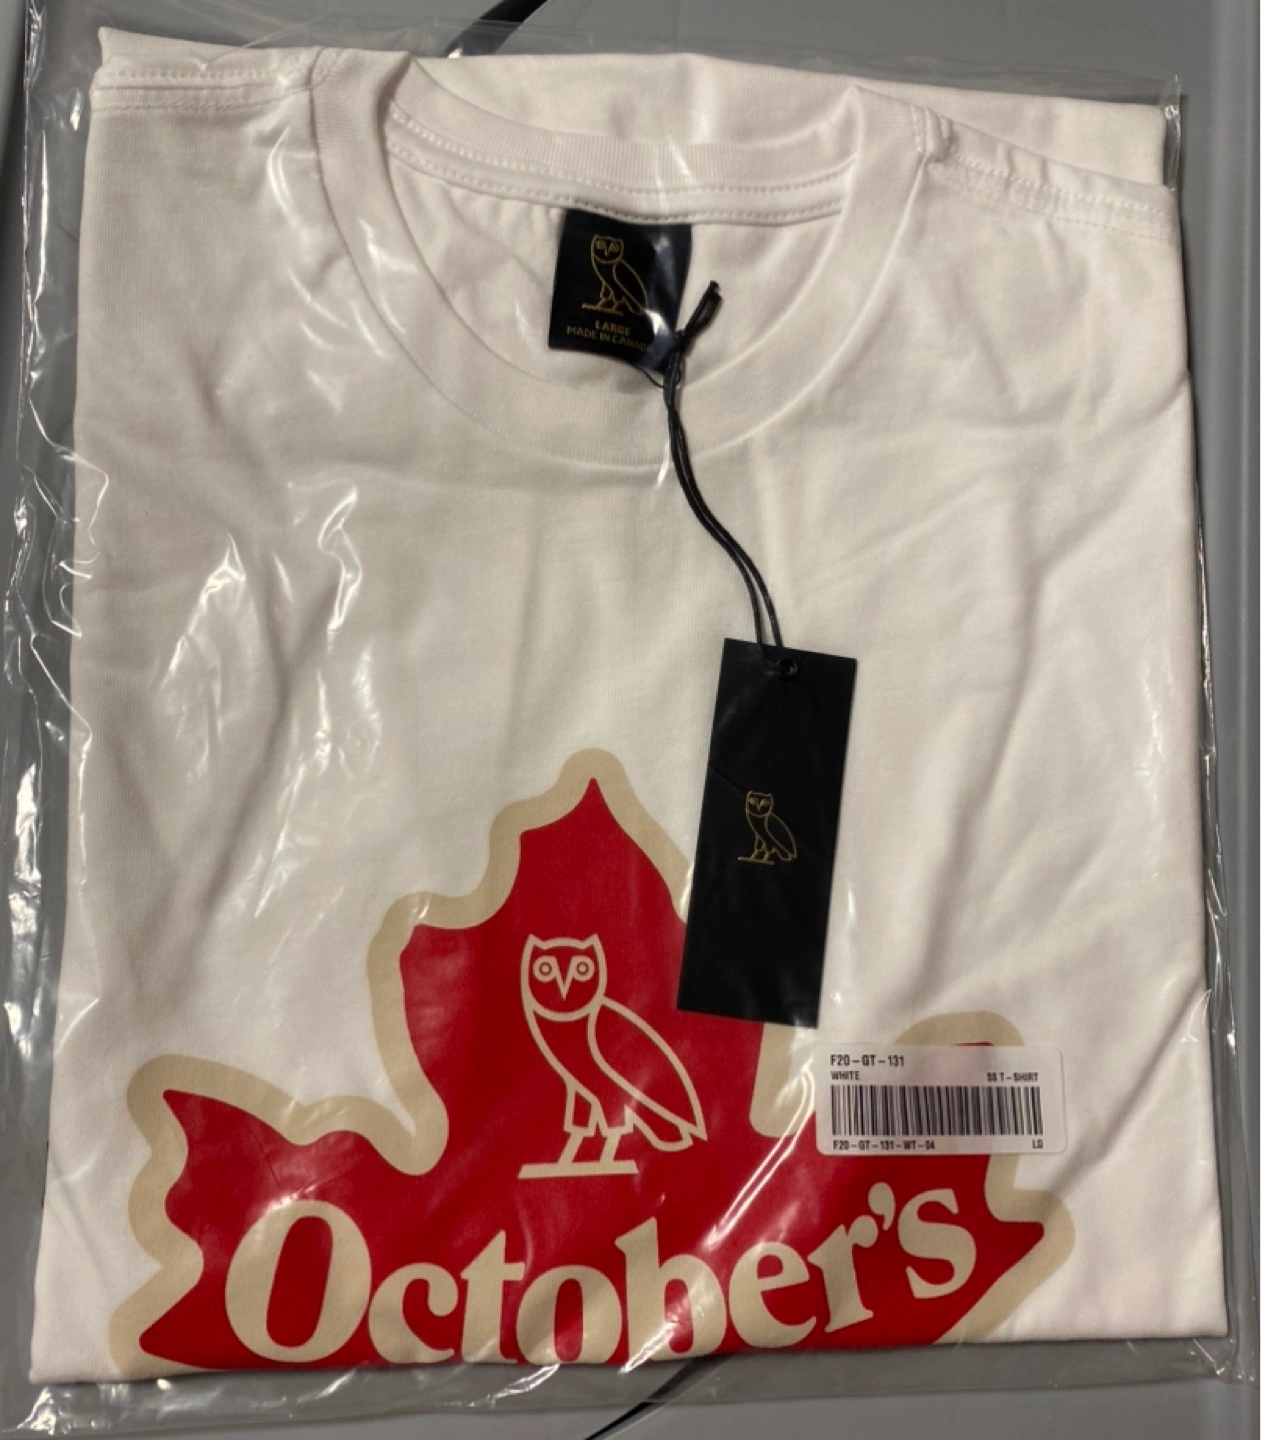 LARGE
MADE IN CANADA
F20-GT-131
WHITE SS T-SHIRT
F20-GT-131-WT-04 LG
October's